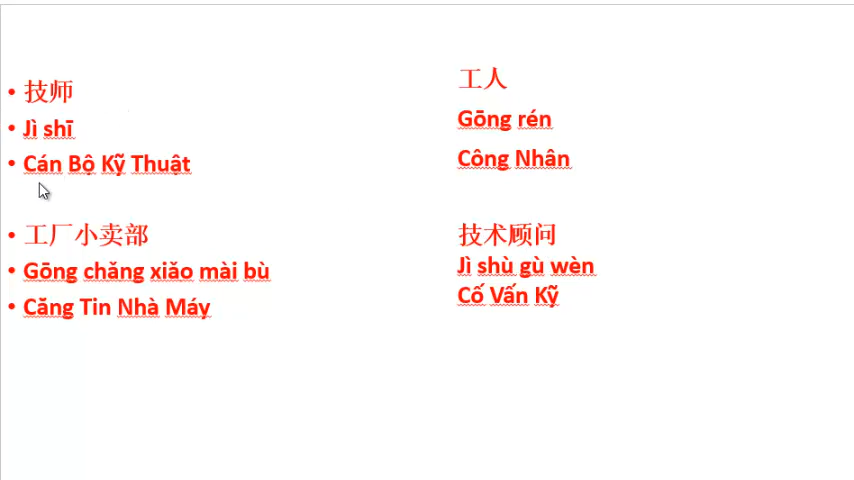 • 技师
• Jì shī
• Cán Bộ Kỹ Thuật
工人
Gōng rén
Công Nhân
• 工厂小卖部
• Gōng chǎng xiǎo mài bù
• Căng Tin Nhà Máy
技术顾问
Jì shù gù wèn
Cố Vấn Kỹ